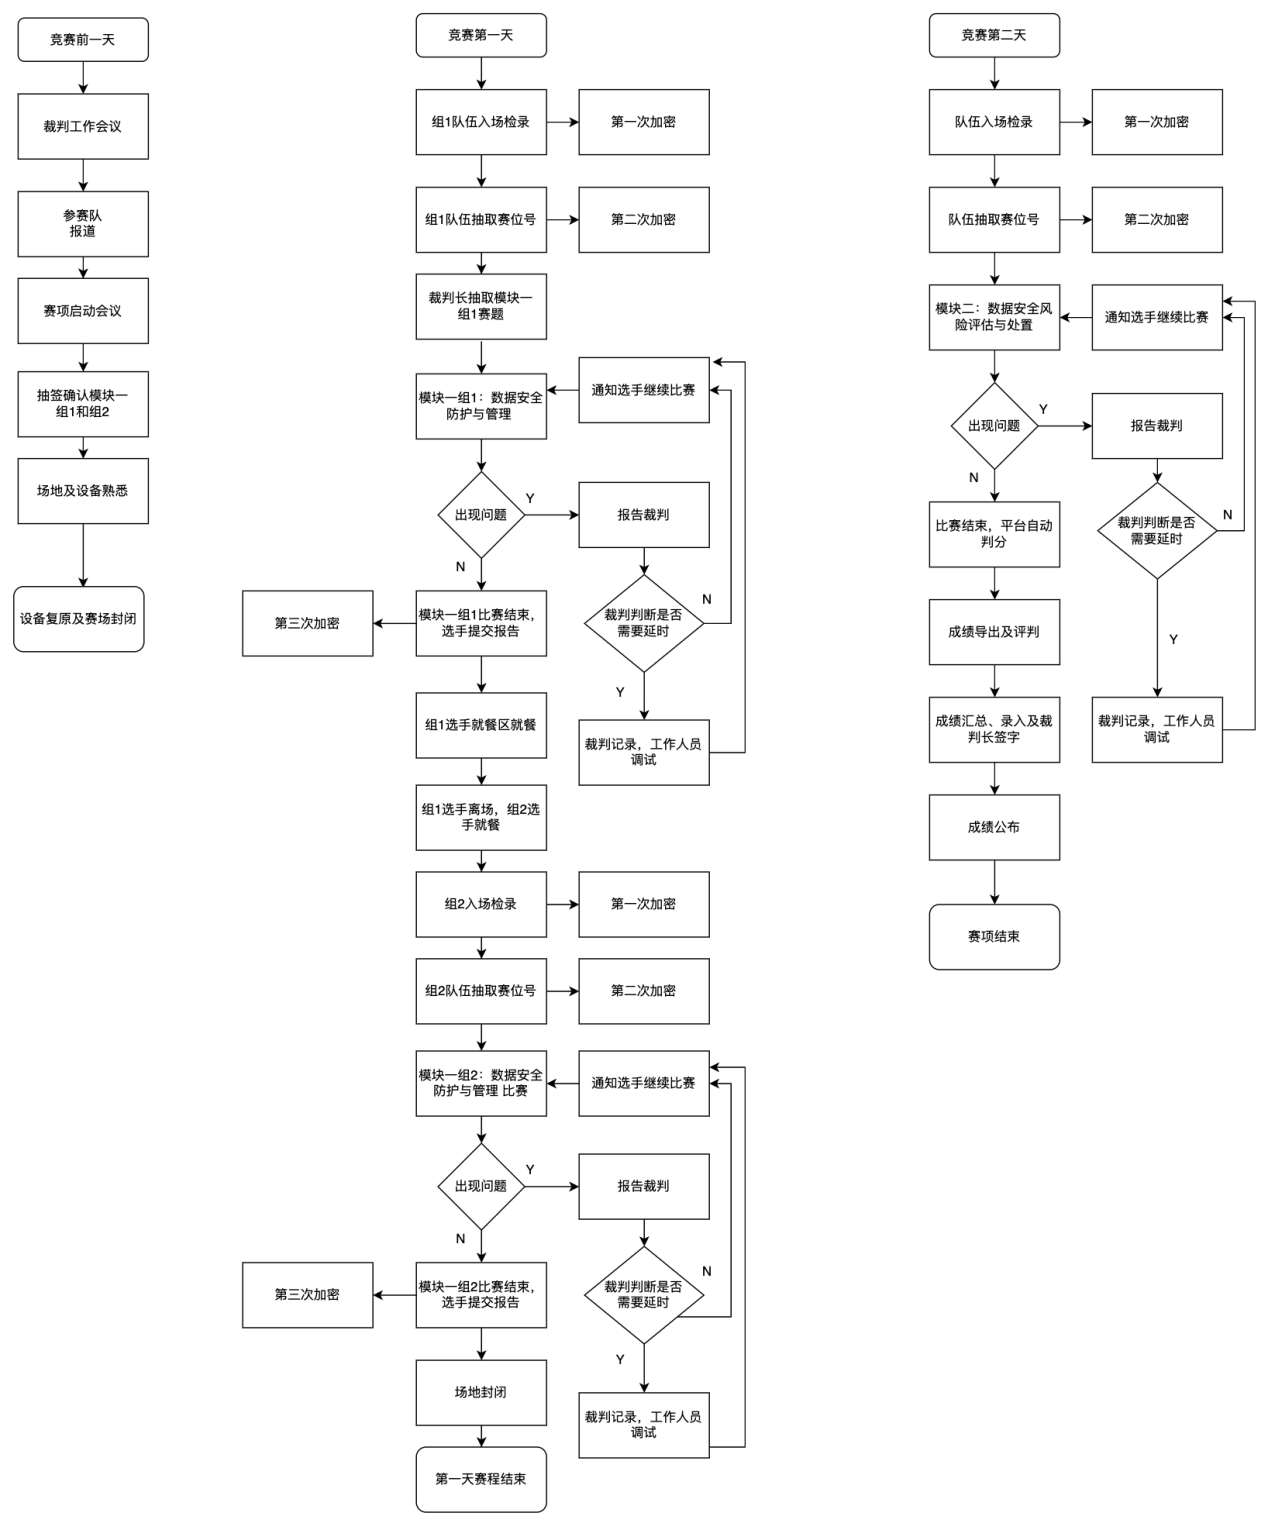 竞赛前一天
裁判工作会议
参赛队
报道
赛项启动会议
抽签确认模块一
组1和组2
场地及设备熟悉
设备复原及赛场封闭
竞赛第一天
组1队伍入场检录
第一次加密
组1队伍抽取赛位号
第二次加密
裁判长抽取模块一
组1赛题
模块一组1：数据安全
防护与管理
通知选手继续比赛
出现问题
Y
报告裁判
N
裁判判断是否
需要延时
N
Y
裁判记录，工作人员
调试
模块一组1比赛结束，
选手提交报告
第三次加密
组1选手就餐区就餐
组1选手离场，组2选
手就餐
组2入场检录
第一次加密
组2队伍抽取赛位号
第二次加密
模块一组2：数据安全
防护与管理 比赛
通知选手继续比赛
出现问题
Y
报告裁判
N
裁判判断是否
需要延时
N
Y
裁判记录，工作人员
调试
模块一组2比赛结束，
选手提交报告
第三次加密
场地封闭
第一天赛程结束
竞赛第二天
队伍入场检录
第一次加密
队伍抽取赛位号
第二次加密
模块二：数据安全风
险评估与处置
通知选手继续比赛
出现问题
Y
报告裁判
N
裁判判断是否
需要延时
N
Y
裁判记录，工作人员
调试
比赛结束，平台自动
判分
成绩导出及评判
成绩汇总、录入及裁
判长签字
成绩公布
赛项结束